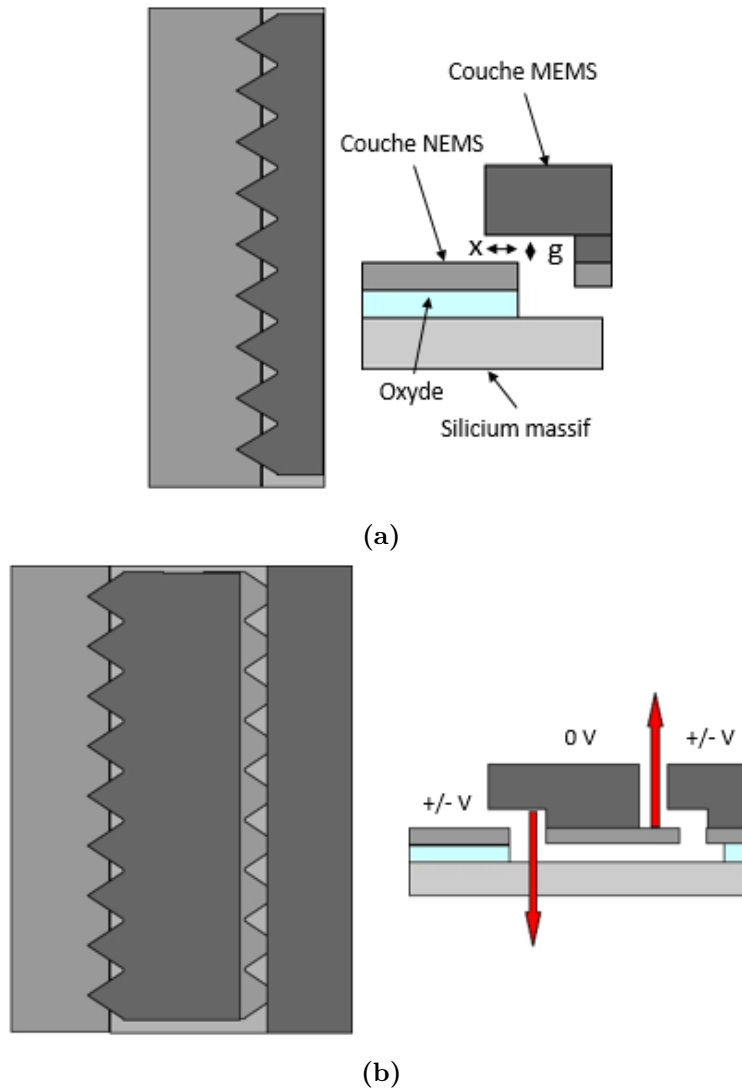 Couche MEMS
Couche NEMS
x
g
Oxyde
Silicium massif
(a)
0 V
+/- V
+/- V
(b)